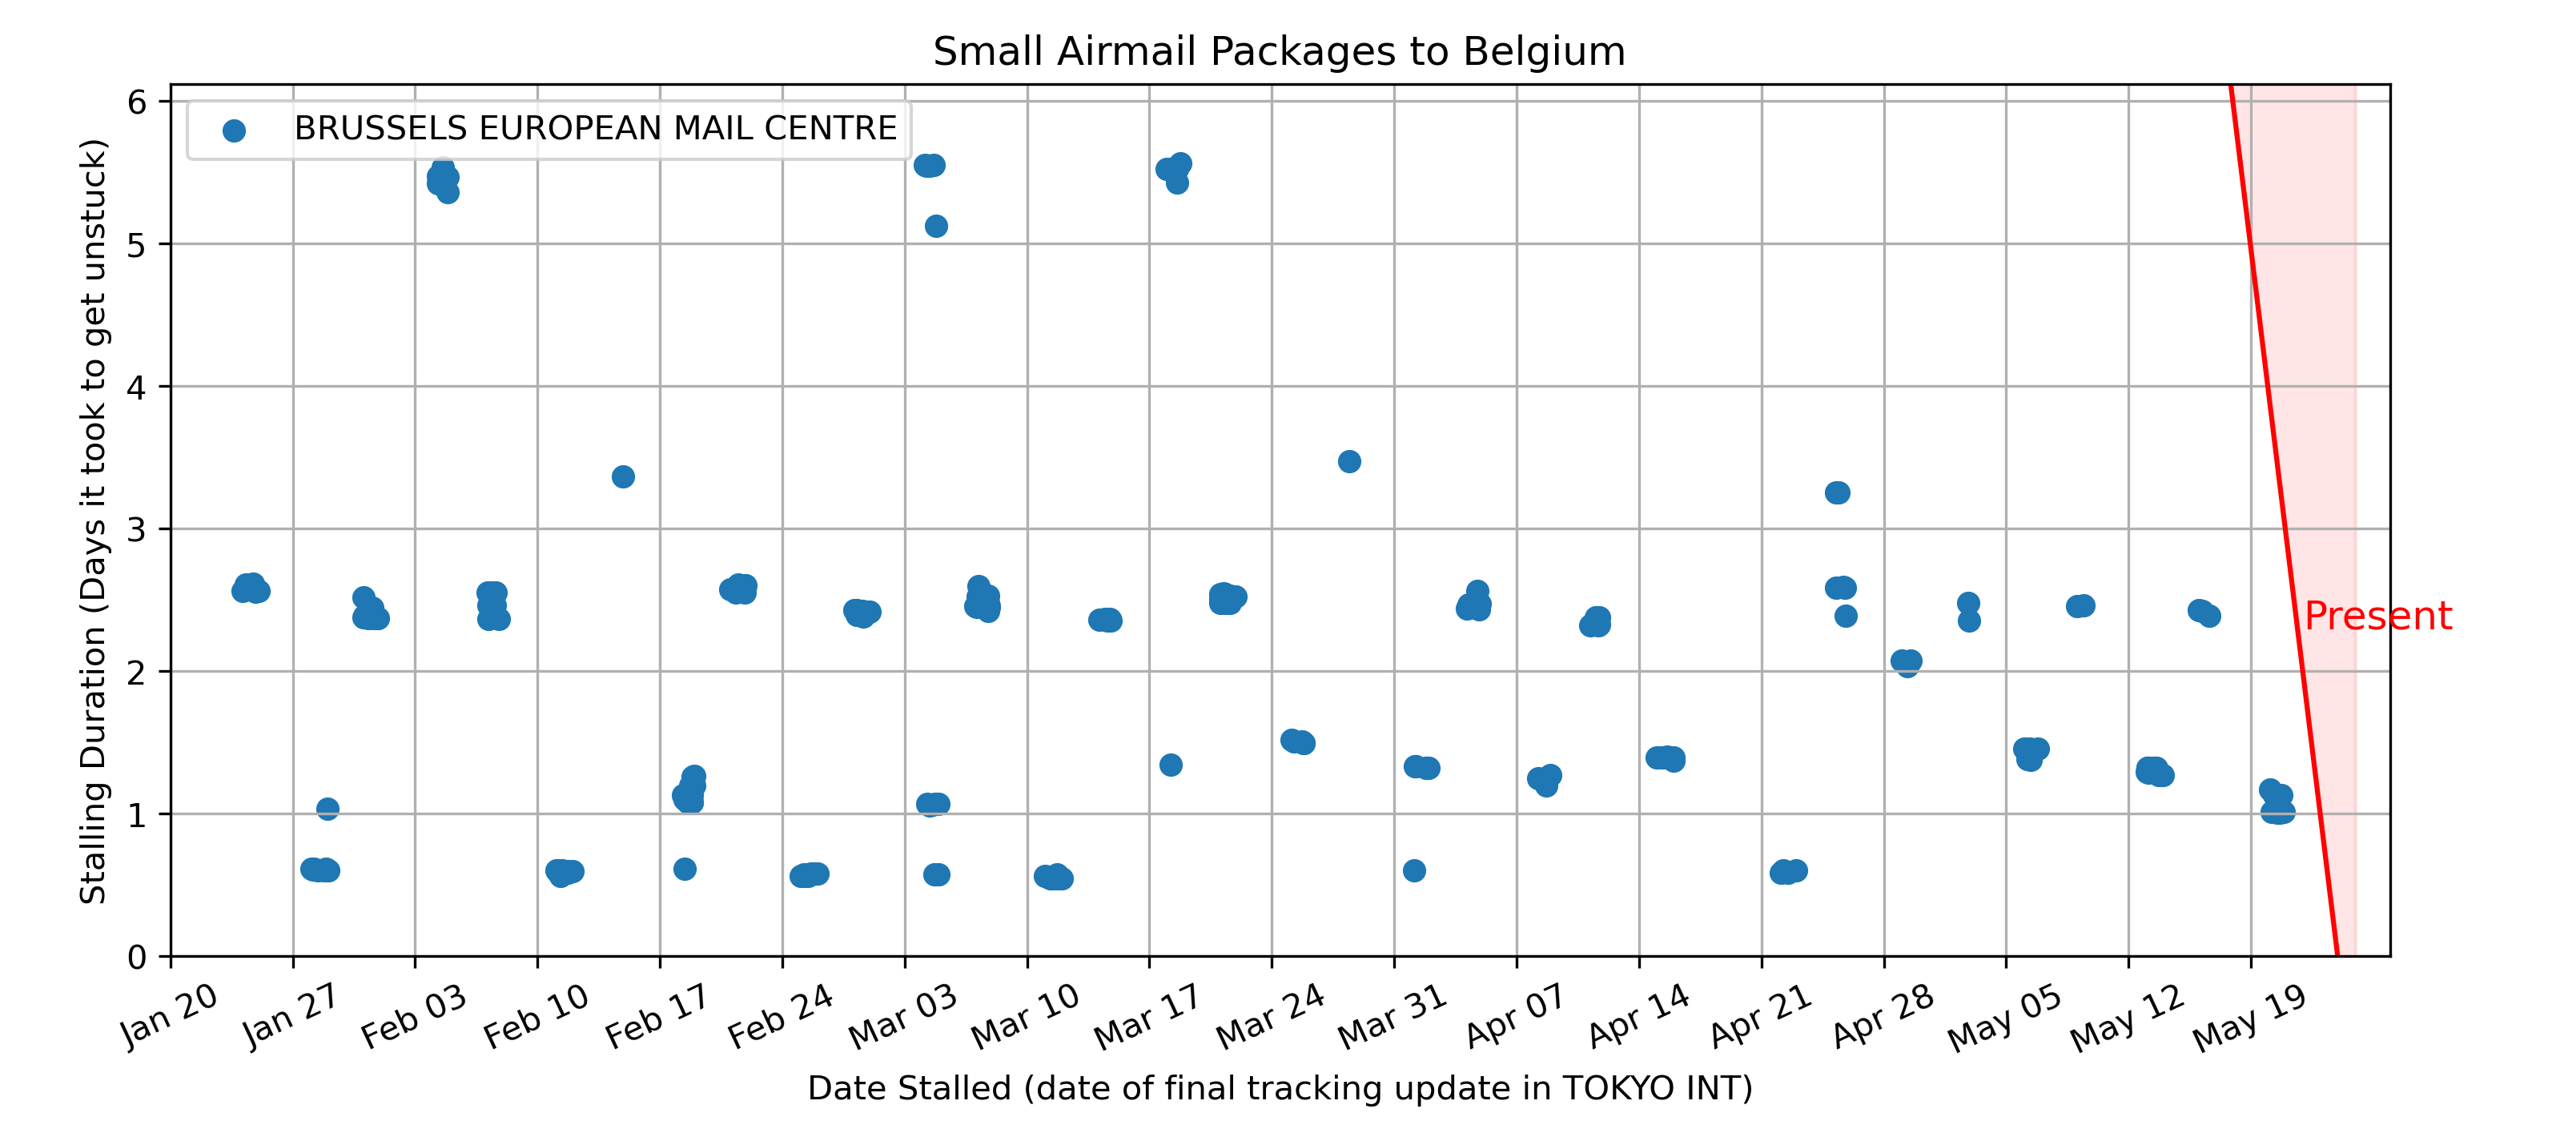 Small Airmail Packages to Belgium
BRUSSELS EUROPEAN MAIL CENTRE
Stalling Duration (Days it took to get unstuck)
6
5
4
3
2
1
0
Present
Jan 20
Jan 27
Feb 03
Feb 10
Feb 17
Feb 24
Mar 03
Mar 10
Mar 17
Mar 24
Mar 31
Apr 07
Apr 14
Apr 21
Apr 28
May 05
May 12
May 19
Date Stalled (date of final tracking update in TOKYO INT)